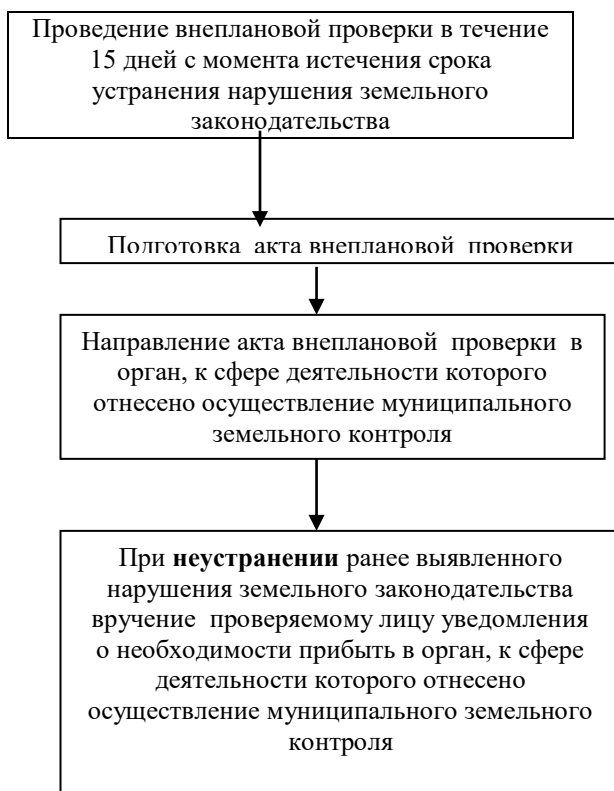 Проведение внеплановой проверки в течение
15 дней с момента истечения срока
устранения нарушения земельного
законодательства
Подготовка акта внеплановой проверки
Направление акта внеплановой проверки в
орган, к сфере деятельности которого
отнесено осуществление муниципального
земельного контроля
При неустранении ранее выявленного
нарушения земельного законодательства
вручение проверяемому лицу уведомления
о необходимости прибыть в орган, к сфере
деятельности которого отнесено
осуществление муниципального земельного
контроля